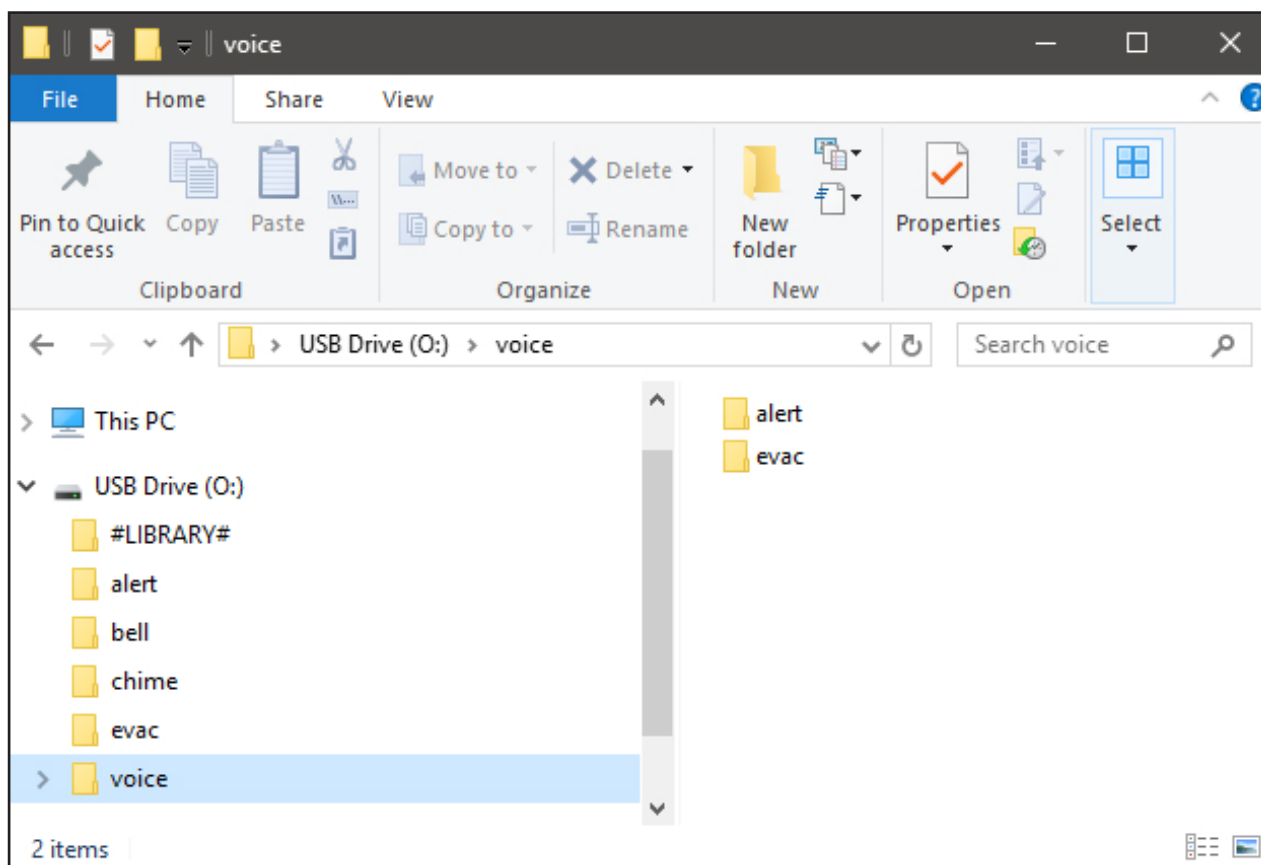 voice
File Home Share View
Pin to Quick access
Copy
Paste
Clipboard
Move to
Copy to
Delete
Rename
Organize
New folder
New
Properties
Open
Select
USB Drive (O:) > voice
Search voice
This PC
USB Drive (O:)
#LIBRARY#
alert
bell
chime
evac
voice
alert
evac
2 items